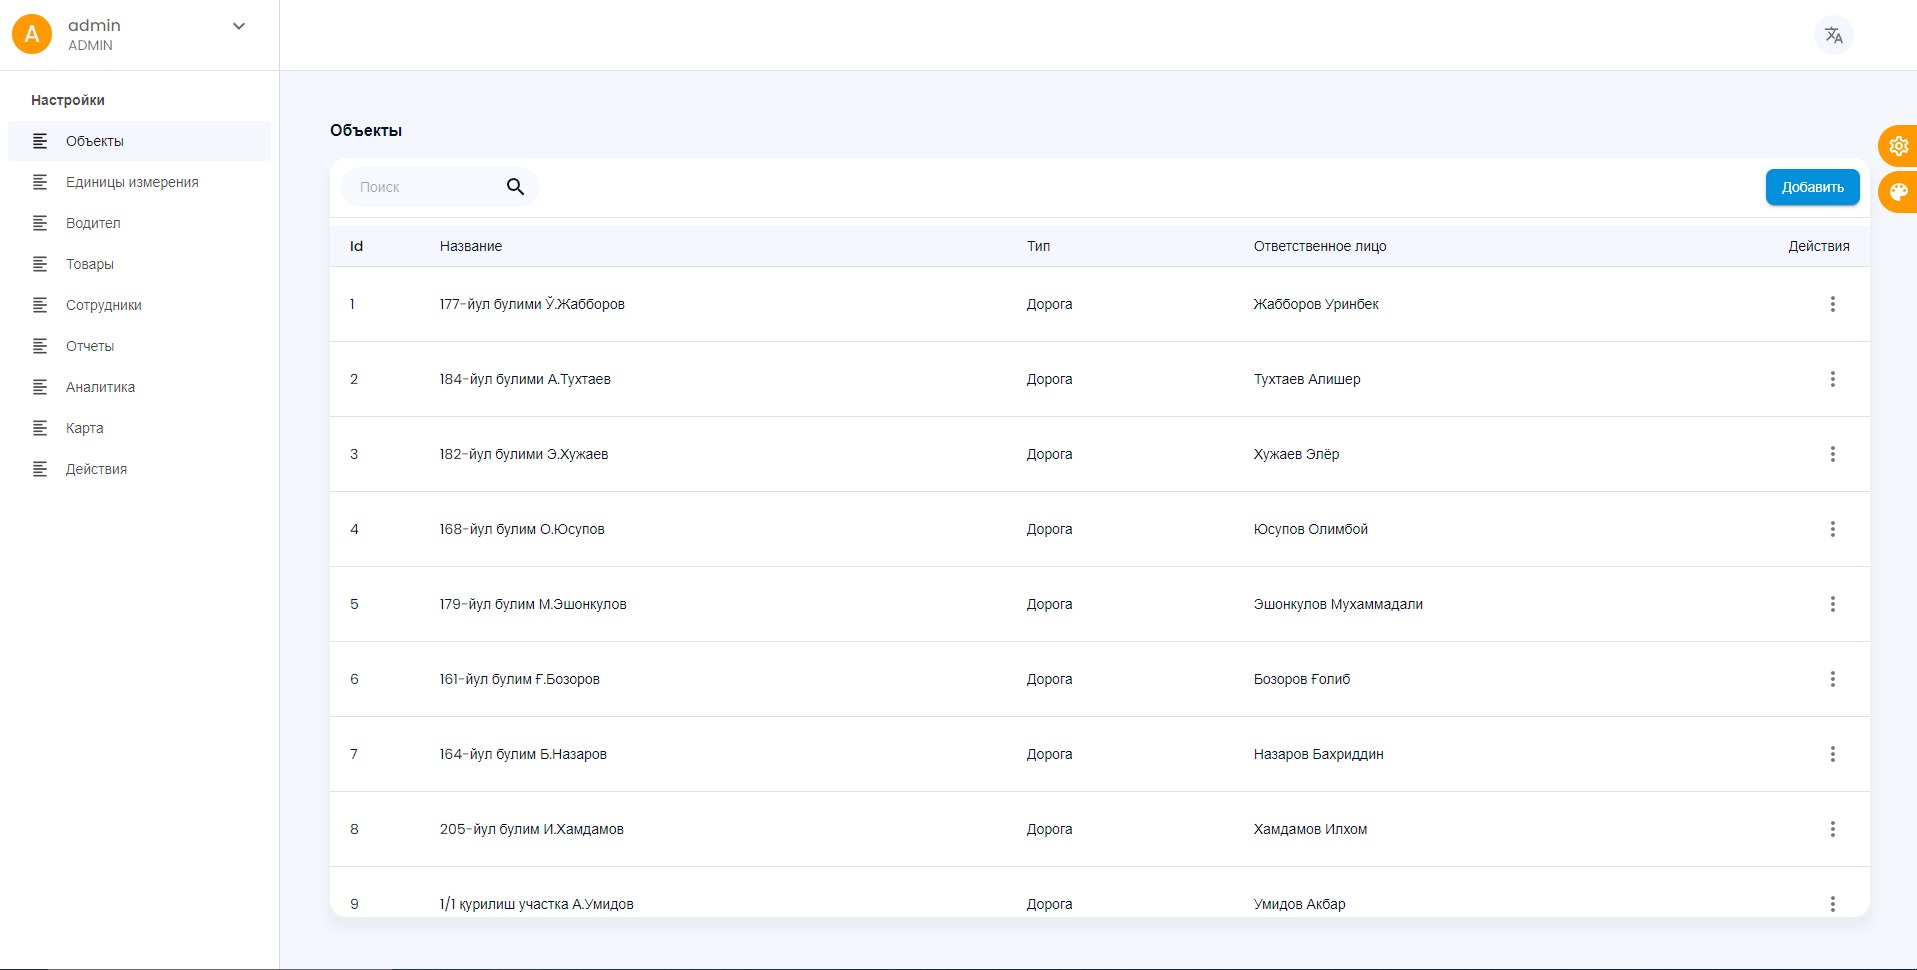 A
admin
ADMIN
Настройки
Объекты
Единицы измерения
Водител
Товары
Сотрудники
Отчеты
Аналитика
Карта
Действия
Объекты
Поиск
Добавить
Id Название Тип Ответственное лицо Действия
1 177-йул булими Ў.Жабборов Дорога Жабборов Уринбек
2 184-йул булими А.Тухтаев Дорога Тухтаев Алишер
3 182-йул булими Э.Хужаев Дорога Хужаев Элёр
4 168-йул булим О.Юсупов Дорога Юсупов Олимбой
5 179-йул булим М.Эшонкулов Дорога Эшонкулов Мухаммадали
6 161-йул булим Ғ.Бозоров Дорога Бозоров Ғолиб
7 164-йул булим Б.Назаров Дорога Назаров Бахриддин
8 205-йул булим И.Хамдамов Дорога Хамдамов Илхом
9 1/1 қурилиш участка А.Умидов Дорога Умидов Акбар